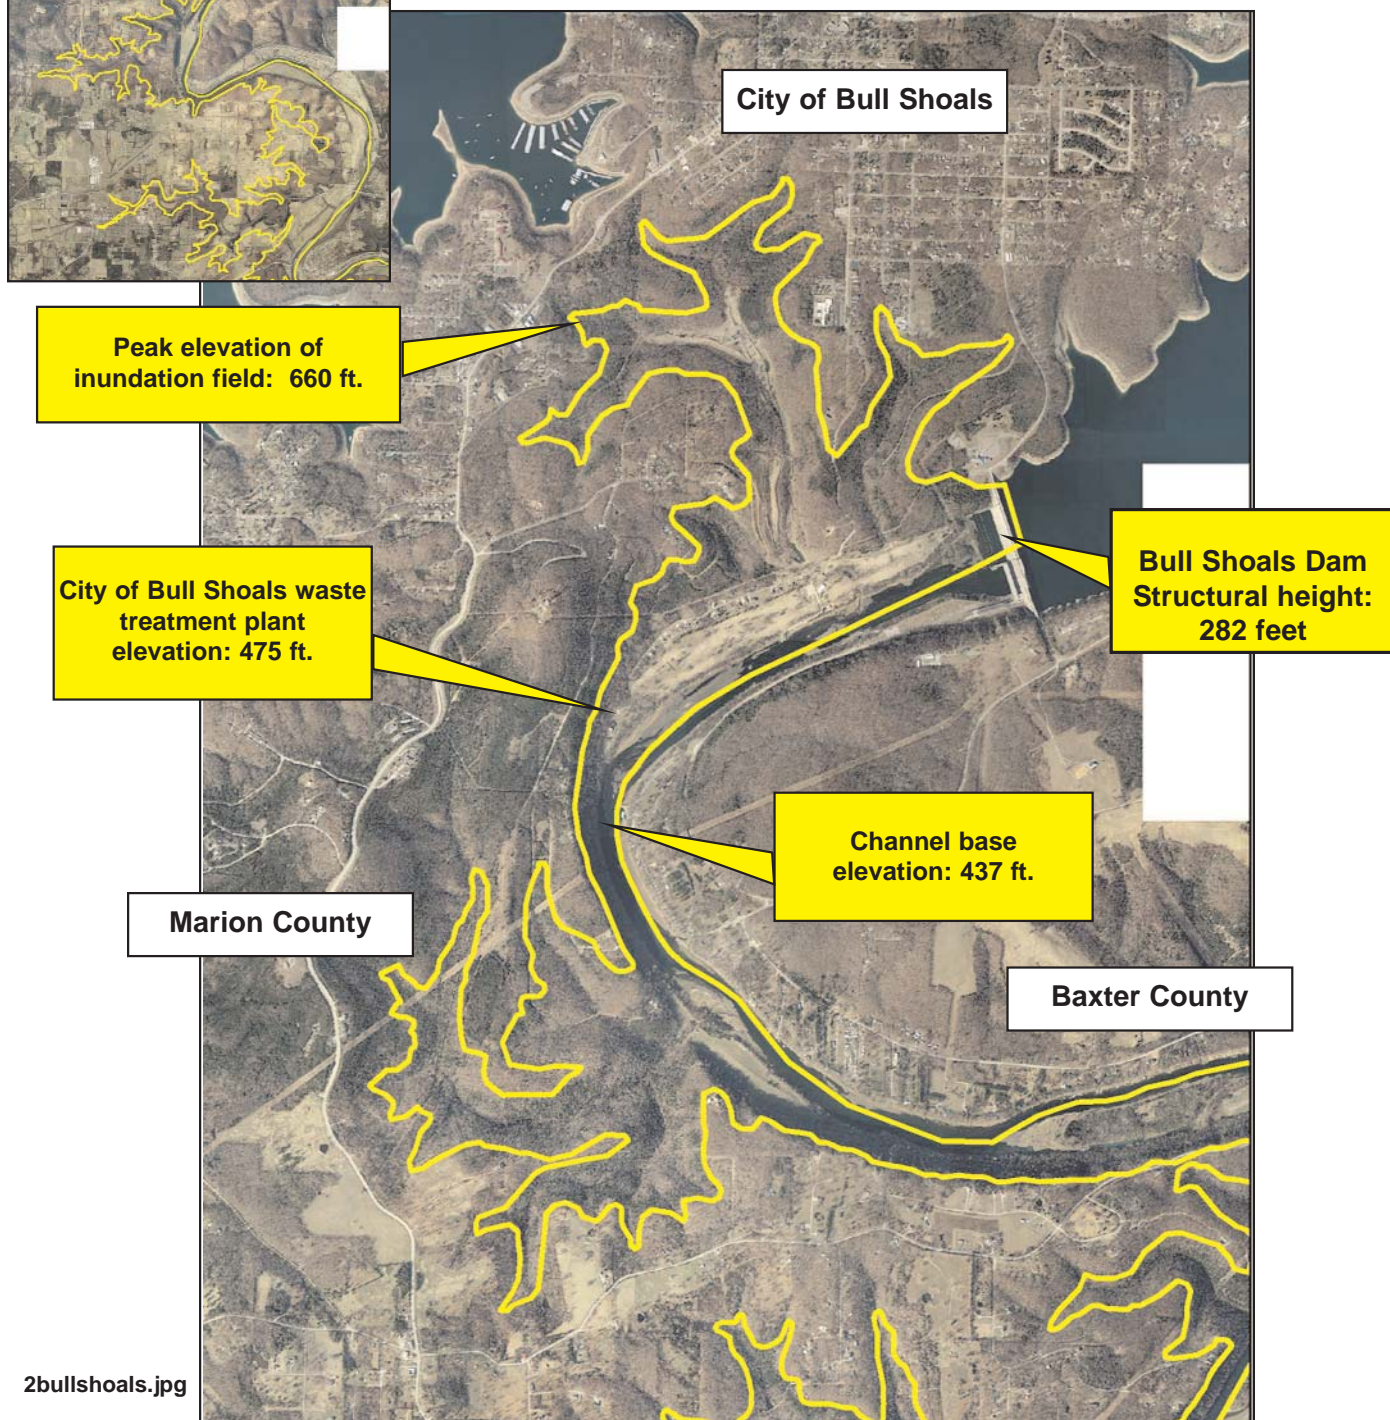 City of Bull Shoals
Peak elevation of
inundation field: 660 ft.
Bull Shoals Dam
Structural height:
282 feet
City of Bull Shoals waste
treatment plant
elevation: 475 ft.
Channel base
elevation: 437 ft.
Marion County
Baxter County
2bullshoals.jpg